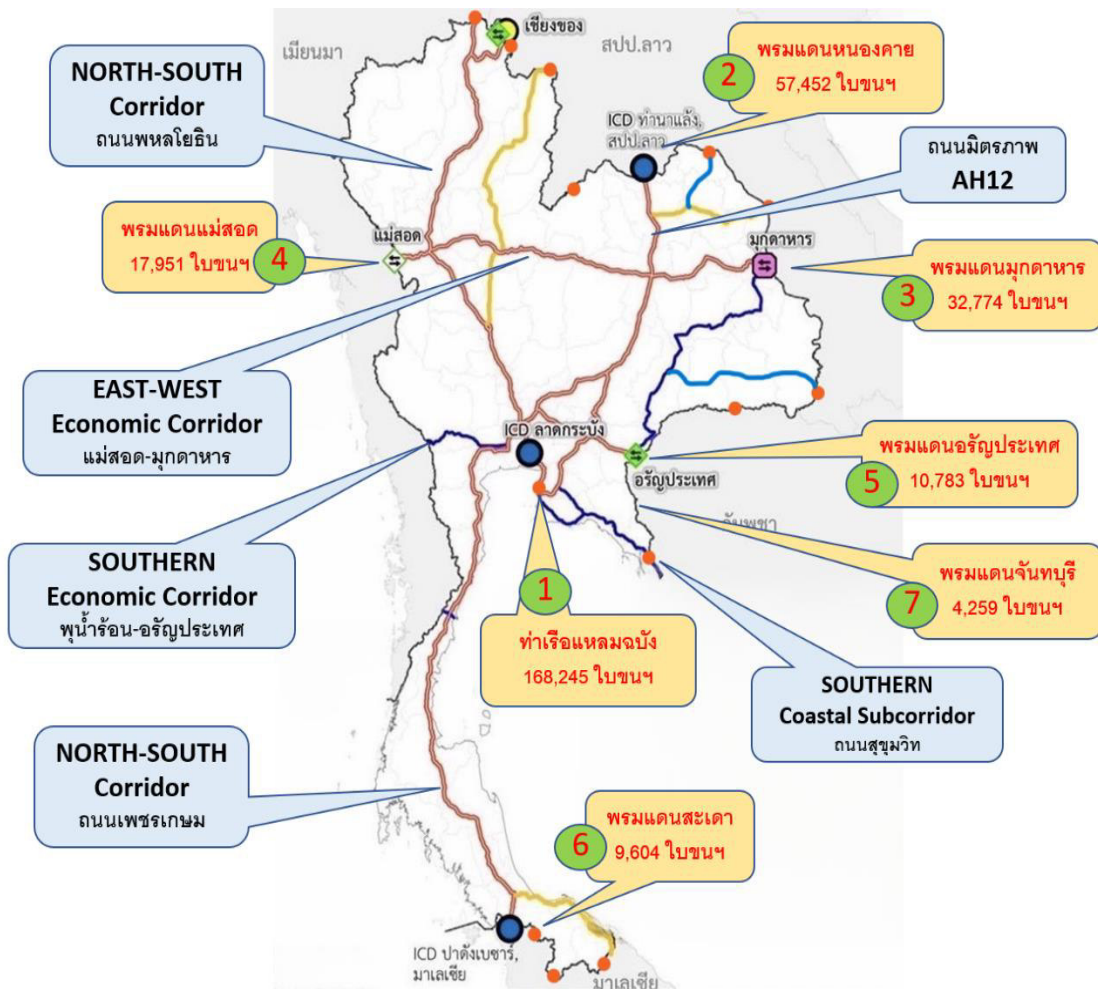 เชียงของ
เมียนมา
สปป.ลาว
NORTH-SOUTH
Corridor
ถนนพหลโยธิน
2
พรมแดนหนองคาย
57,452 ใบขนฯ
ICD ท่านาแล้ง,
สปป.ลาว
ถนนมิตรภาพ
AH12
พรมแดนแม่สอด
17,951 ใบขนฯ
4
แม่สอด
มุกดาหาร
3
พรมแดนมุกดาหาร
32,774 ใบขนฯ
EAST-WEST
Economic Corridor
แม่สอด-มุกดาหาร
ICD ลาดกระบัง
อรัญประเทศ
พรมแดนอรัญประเทศ
5
10,783 ใบขนฯ
SOUTHERN
Economic Corridor
พุน้ำร้อน-อรัญประเทศ
1
ท่าเรือแหลมฉบัง
168,245 ใบขนฯ
พรมแดนจันทบุรี
7
4,259 ใบขนฯ
SOUTHERN
Coastal Subcorridor
ถนนสุขุมวิท
NORTH-SOUTH
Corridor
ถนนเพชรเกษม
6
พรมแดนสะเดา
9,604 ใบขนฯ
ICD ปาดังเบซาร์,
มาเลเซีย
มาเลเซีย